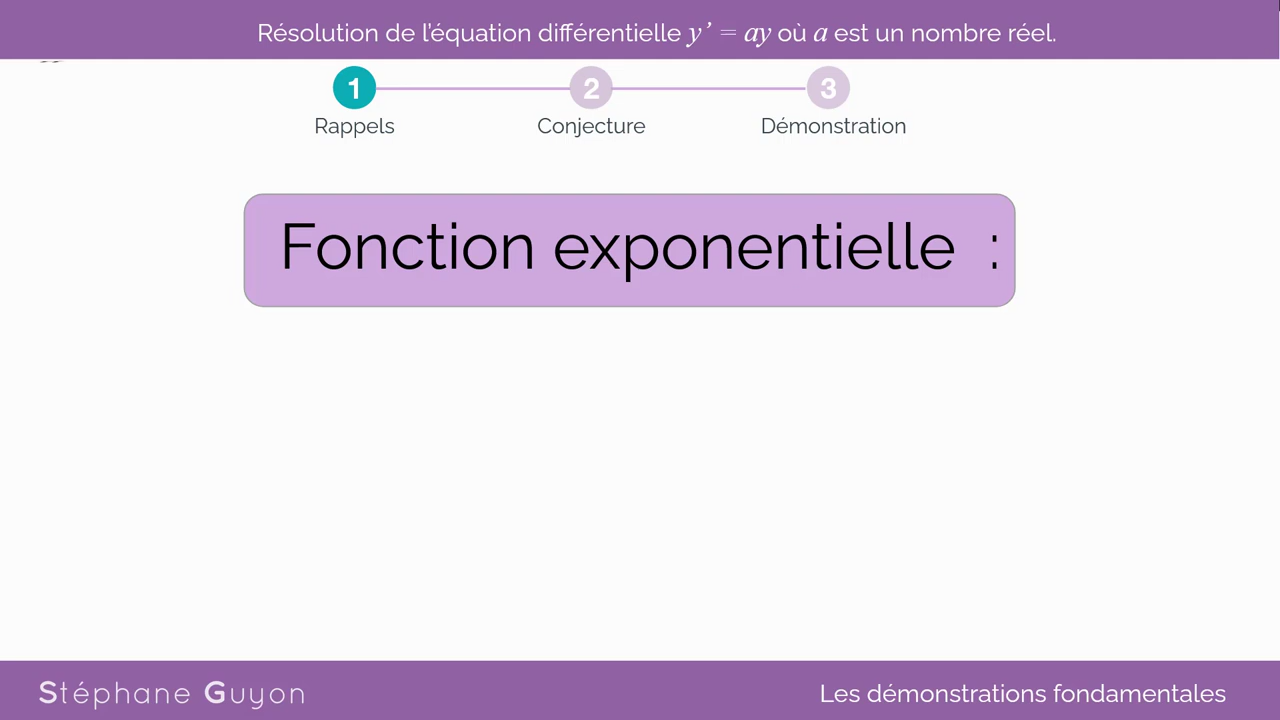 Résolution de l’équation différentielle y’ = ay où a est un nombre réel.
1 2 3
Rappels Conjecture Démonstration
Fonction exponentielle :
Stéphane Guyon Les démonstrations fondamentales